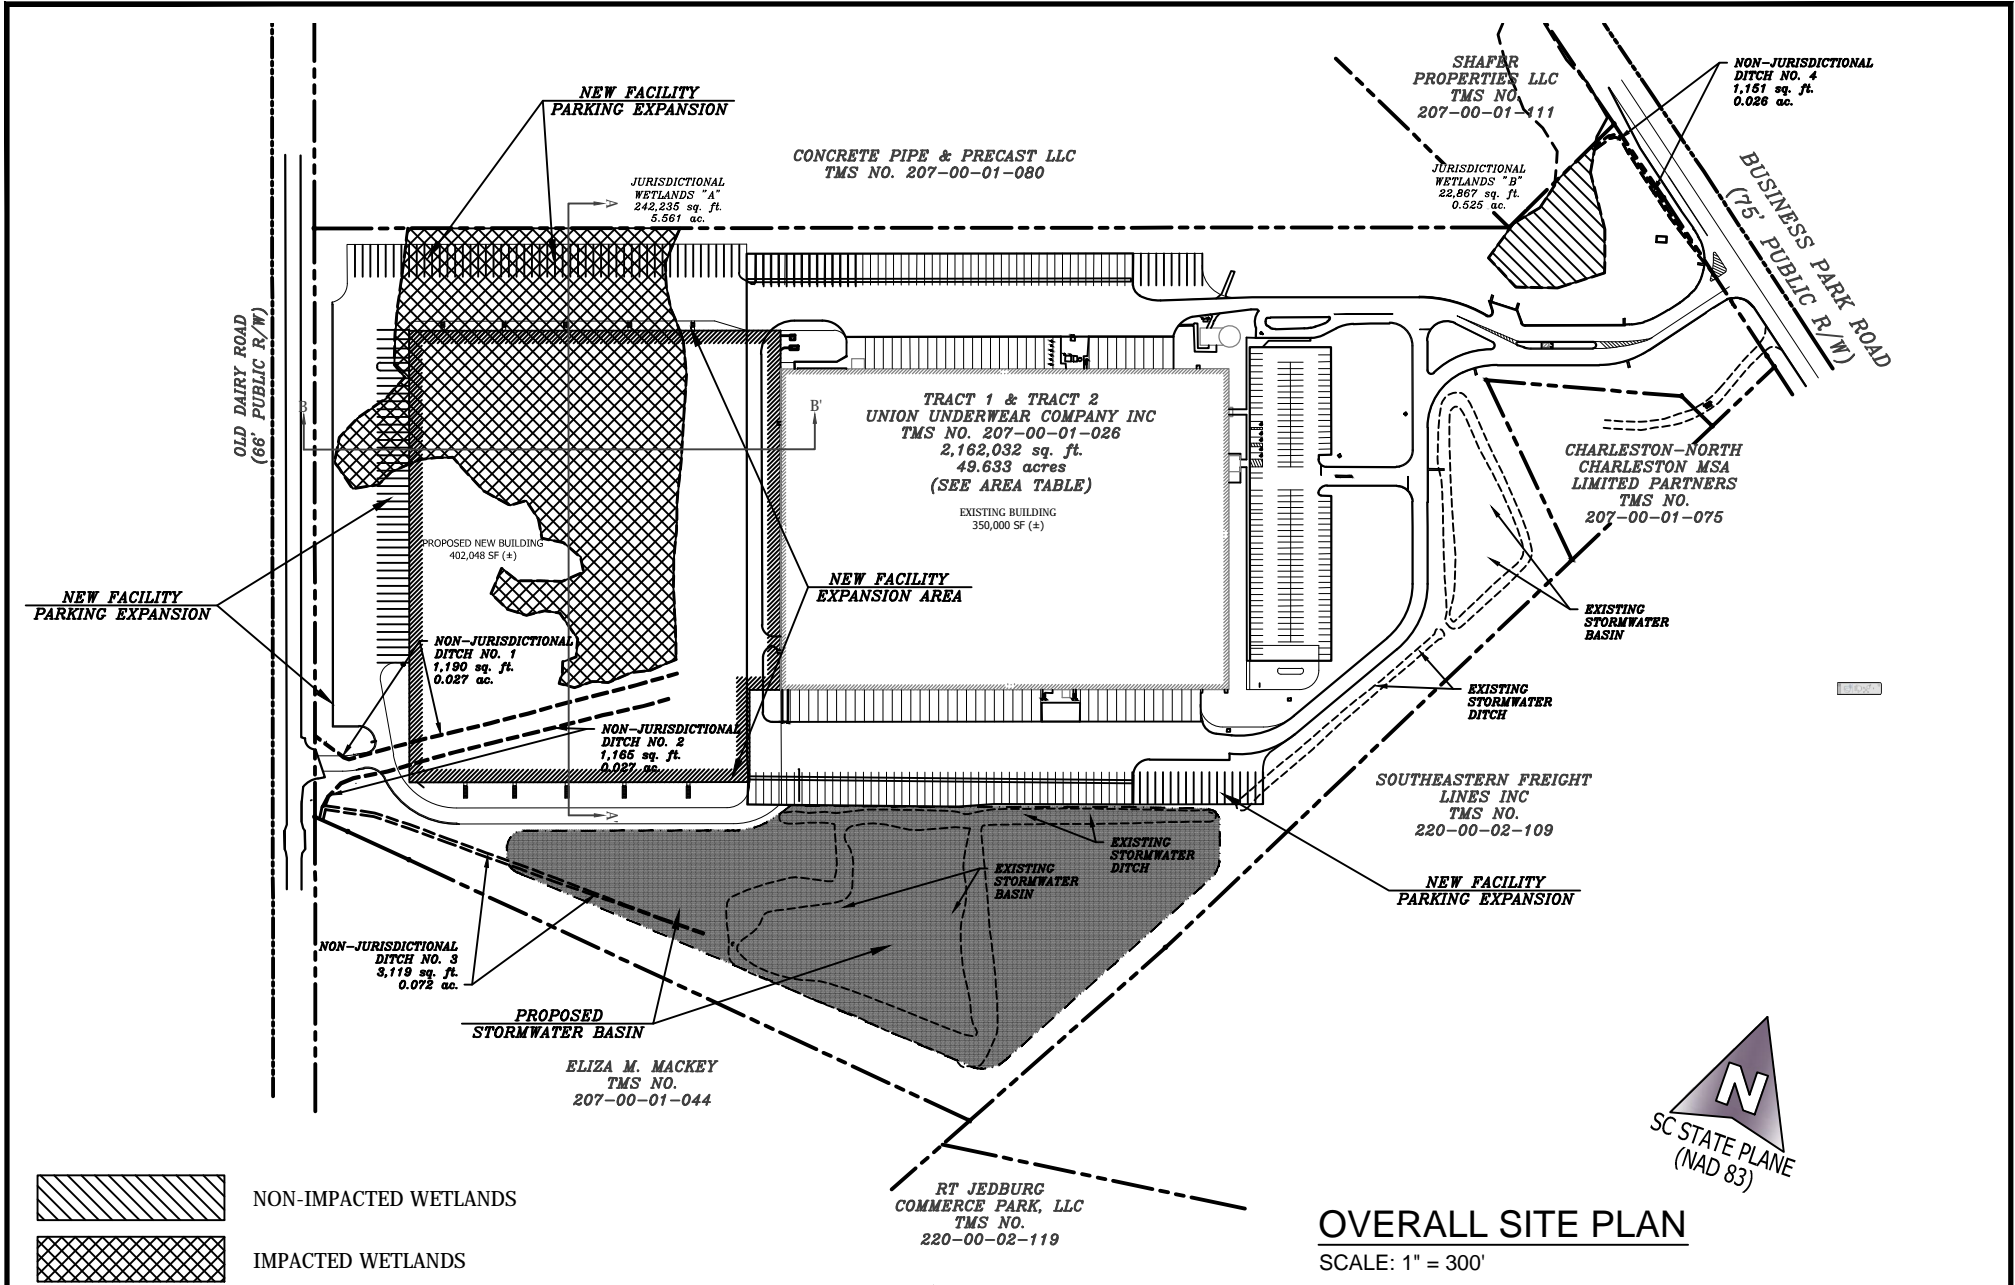 NEW FACILITY
PARKING EXPANSION
SHAFER
PROPERTIES LLC
TMS NO.
207-00-01-111
NON-JURISDICTIONAL
DITCH NO. 4
1,151 sq. ft.
0.026 ac.
CONCRETE PIPE & PRECAST LLC
TMS NO. 207-00-01-080
JURISDICTIONAL
WETLANDS "A"
242,235 sq. ft.
5.561 ac.
JURISDICTIONAL
WETLANDS "B"
22,867 sq. ft.
0.525 ac.
BUSINESS PARK ROAD
(75' PUBLIC R/W)
A
OLD DAIRY ROAD
(66' PUBLIC R/W)
B
B'
TRACT 1 & TRACT 2
UNION UNDERWEAR COMPANY INC
TMS NO. 207-00-01-026
2,162,032 sq. ft.
49.633 acres
(SEE AREA TABLE)
EXISTING BUILDING
350,000 SF (±)
CHARLESTON-NORTH
CHARLESTON MSA
LIMITED PARTNERS
TMS NO.
207-00-01-075
PROPOSED NEW BUILDING
402,048 SF (±)
NEW FACILITY
EXPANSION AREA
NEW FACILITY
PARKING EXPANSION
EXISTING
STORMWATER
BASIN
NON-JURISDICTIONAL
DITCH NO. 1
1,190 sq. ft.
0.027 ac.
EXISTING
STORMWATER
DITCH
NON-JURISDICTIONAL
DITCH NO. 2
1,165 sq. ft.
0.027 ac.
SOUTHEASTERN FREIGHT
LINES INC
TMS NO.
220-00-02-109
A'
EXISTING
STORMWATER
DITCH
EXISTING
STORMWATER
BASIN
NEW FACILITY
PARKING EXPANSION
NON-JURISDICTIONAL
DITCH NO. 3
3,119 sq. ft.
0.072 ac.
PROPOSED
STORMWATER BASIN
ELIZA M. MACKEY
TMS NO.
207-00-01-044
N
SC STATE PLANE
(NAD 83)
RT JEDBURG
COMMERCE PARK, LLC
TMS NO.
220-00-02-119
NON-IMPACTED WETLANDS
IMPACTED WETLANDS
OVERALL SITE PLAN
SCALE: 1" = 300'